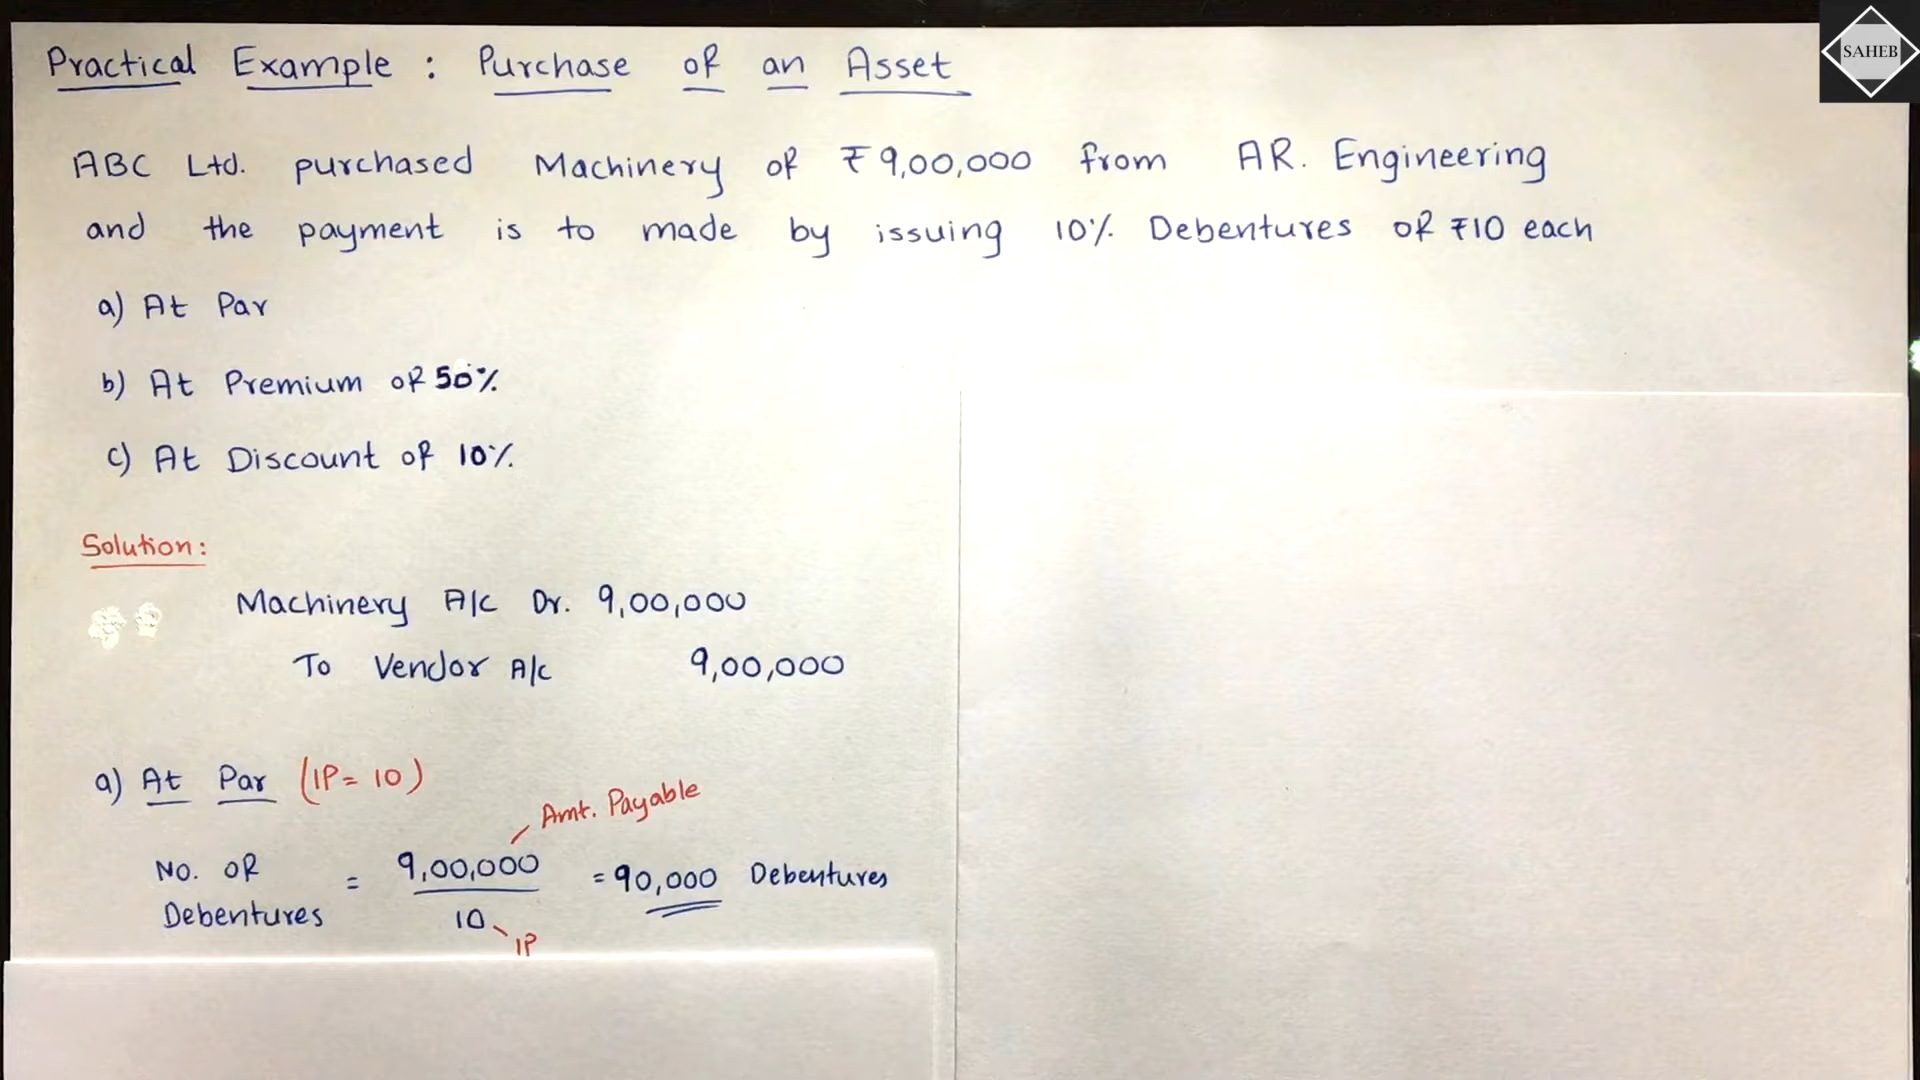 Practical Example : Purchase of an Asset
SAHEB
ABC Ltd. purchased Machinery of ₹9,00,000 from AR. Engineering
and the payment is to made by issuing 10% Debentures of ₹10 each
a) At Par
b) At Premium of 50%
c) At Discount of 10%
Solution:
Machinery A/c Dr. 9,00,000
To Vendor A/c 9,00,000
a) At Par (IP= 10)
Amt. Payable
No. of
Debentures = 9,00,000 / 10 = 90,000 Debentures
IP